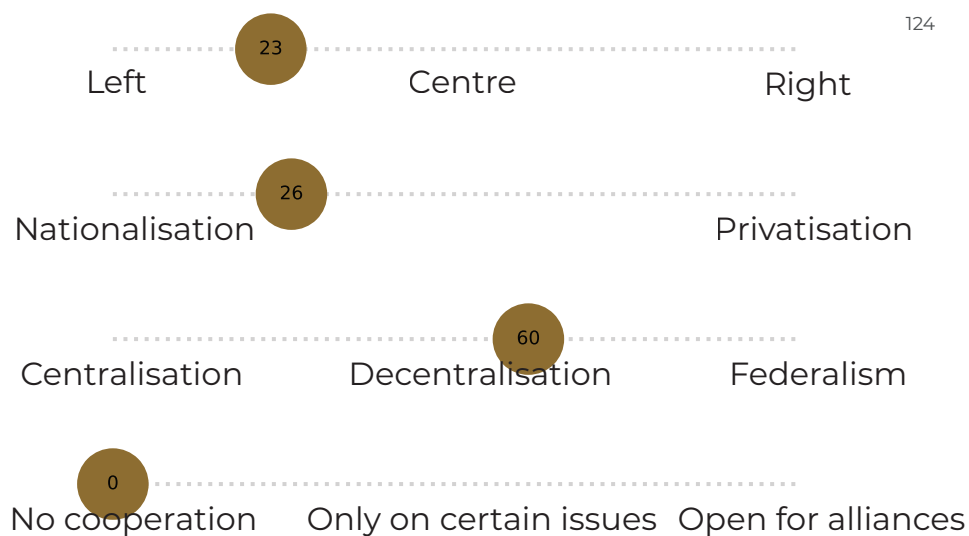 124
23
Left Centre Right
26
Nationalisation Privatisation
60
Centralisation Decentralisation Federalism
0
No cooperation Only on certain issues Open for alliances